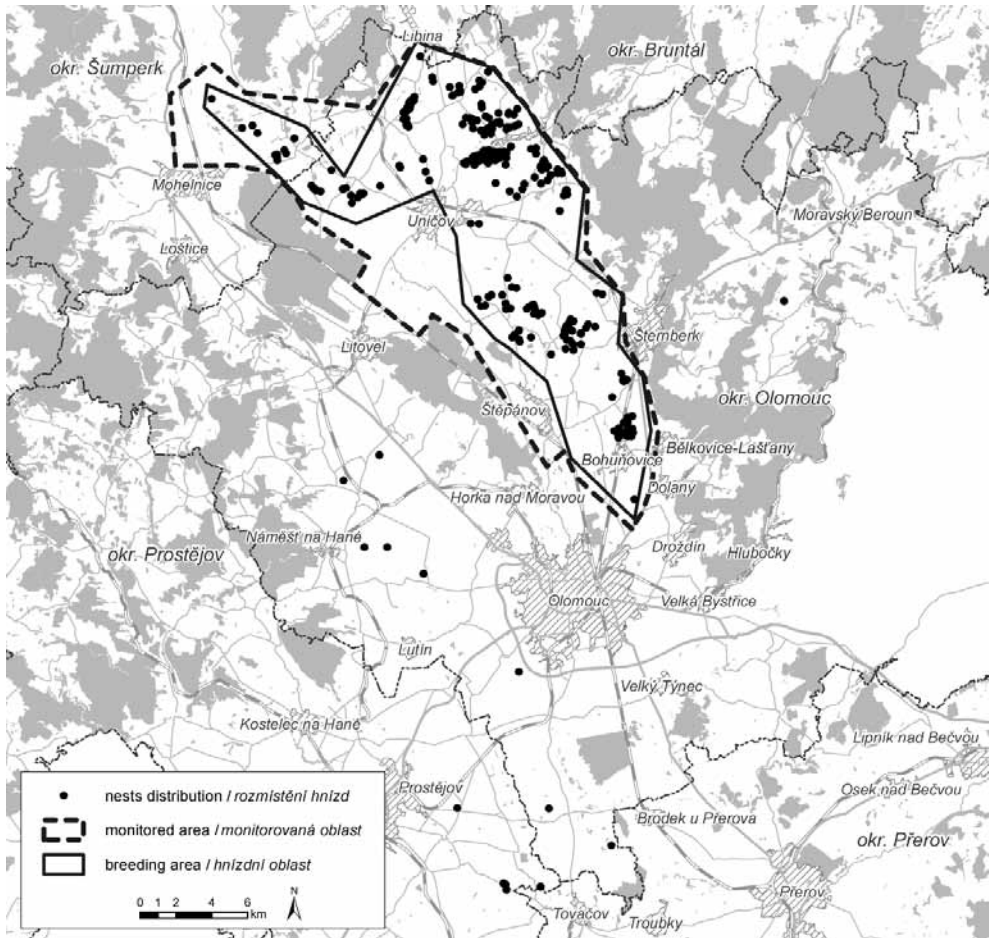 Libina
okr. Bruntál
okr. Šumperk
Mohelnice
Moravský Beroun
Uničov
Loštice
Šternberk
Litovel
okr. Olomouc
Štěpánov
Bělkovice-Lašťany
Bohuňovice
Dolany
Horka nad Moravou
Náměšť na Hané
Droždín
Hlubočky
okr. Prostějov
Olomouc
Velká Bystřice
Lutín
Velký Týnec
Kostelec na Hané
Lipník nad Bečvou
Osek nad Bečvou
Prostějov
Brodek u Přerova
okr. Přerov
Přerov
Tovačov
Troubky
nests distribution / rozmístění hnízd
monitored area / monitorovaná oblast
breeding area / hnízdní oblast
0 1 2 4 6
km
N